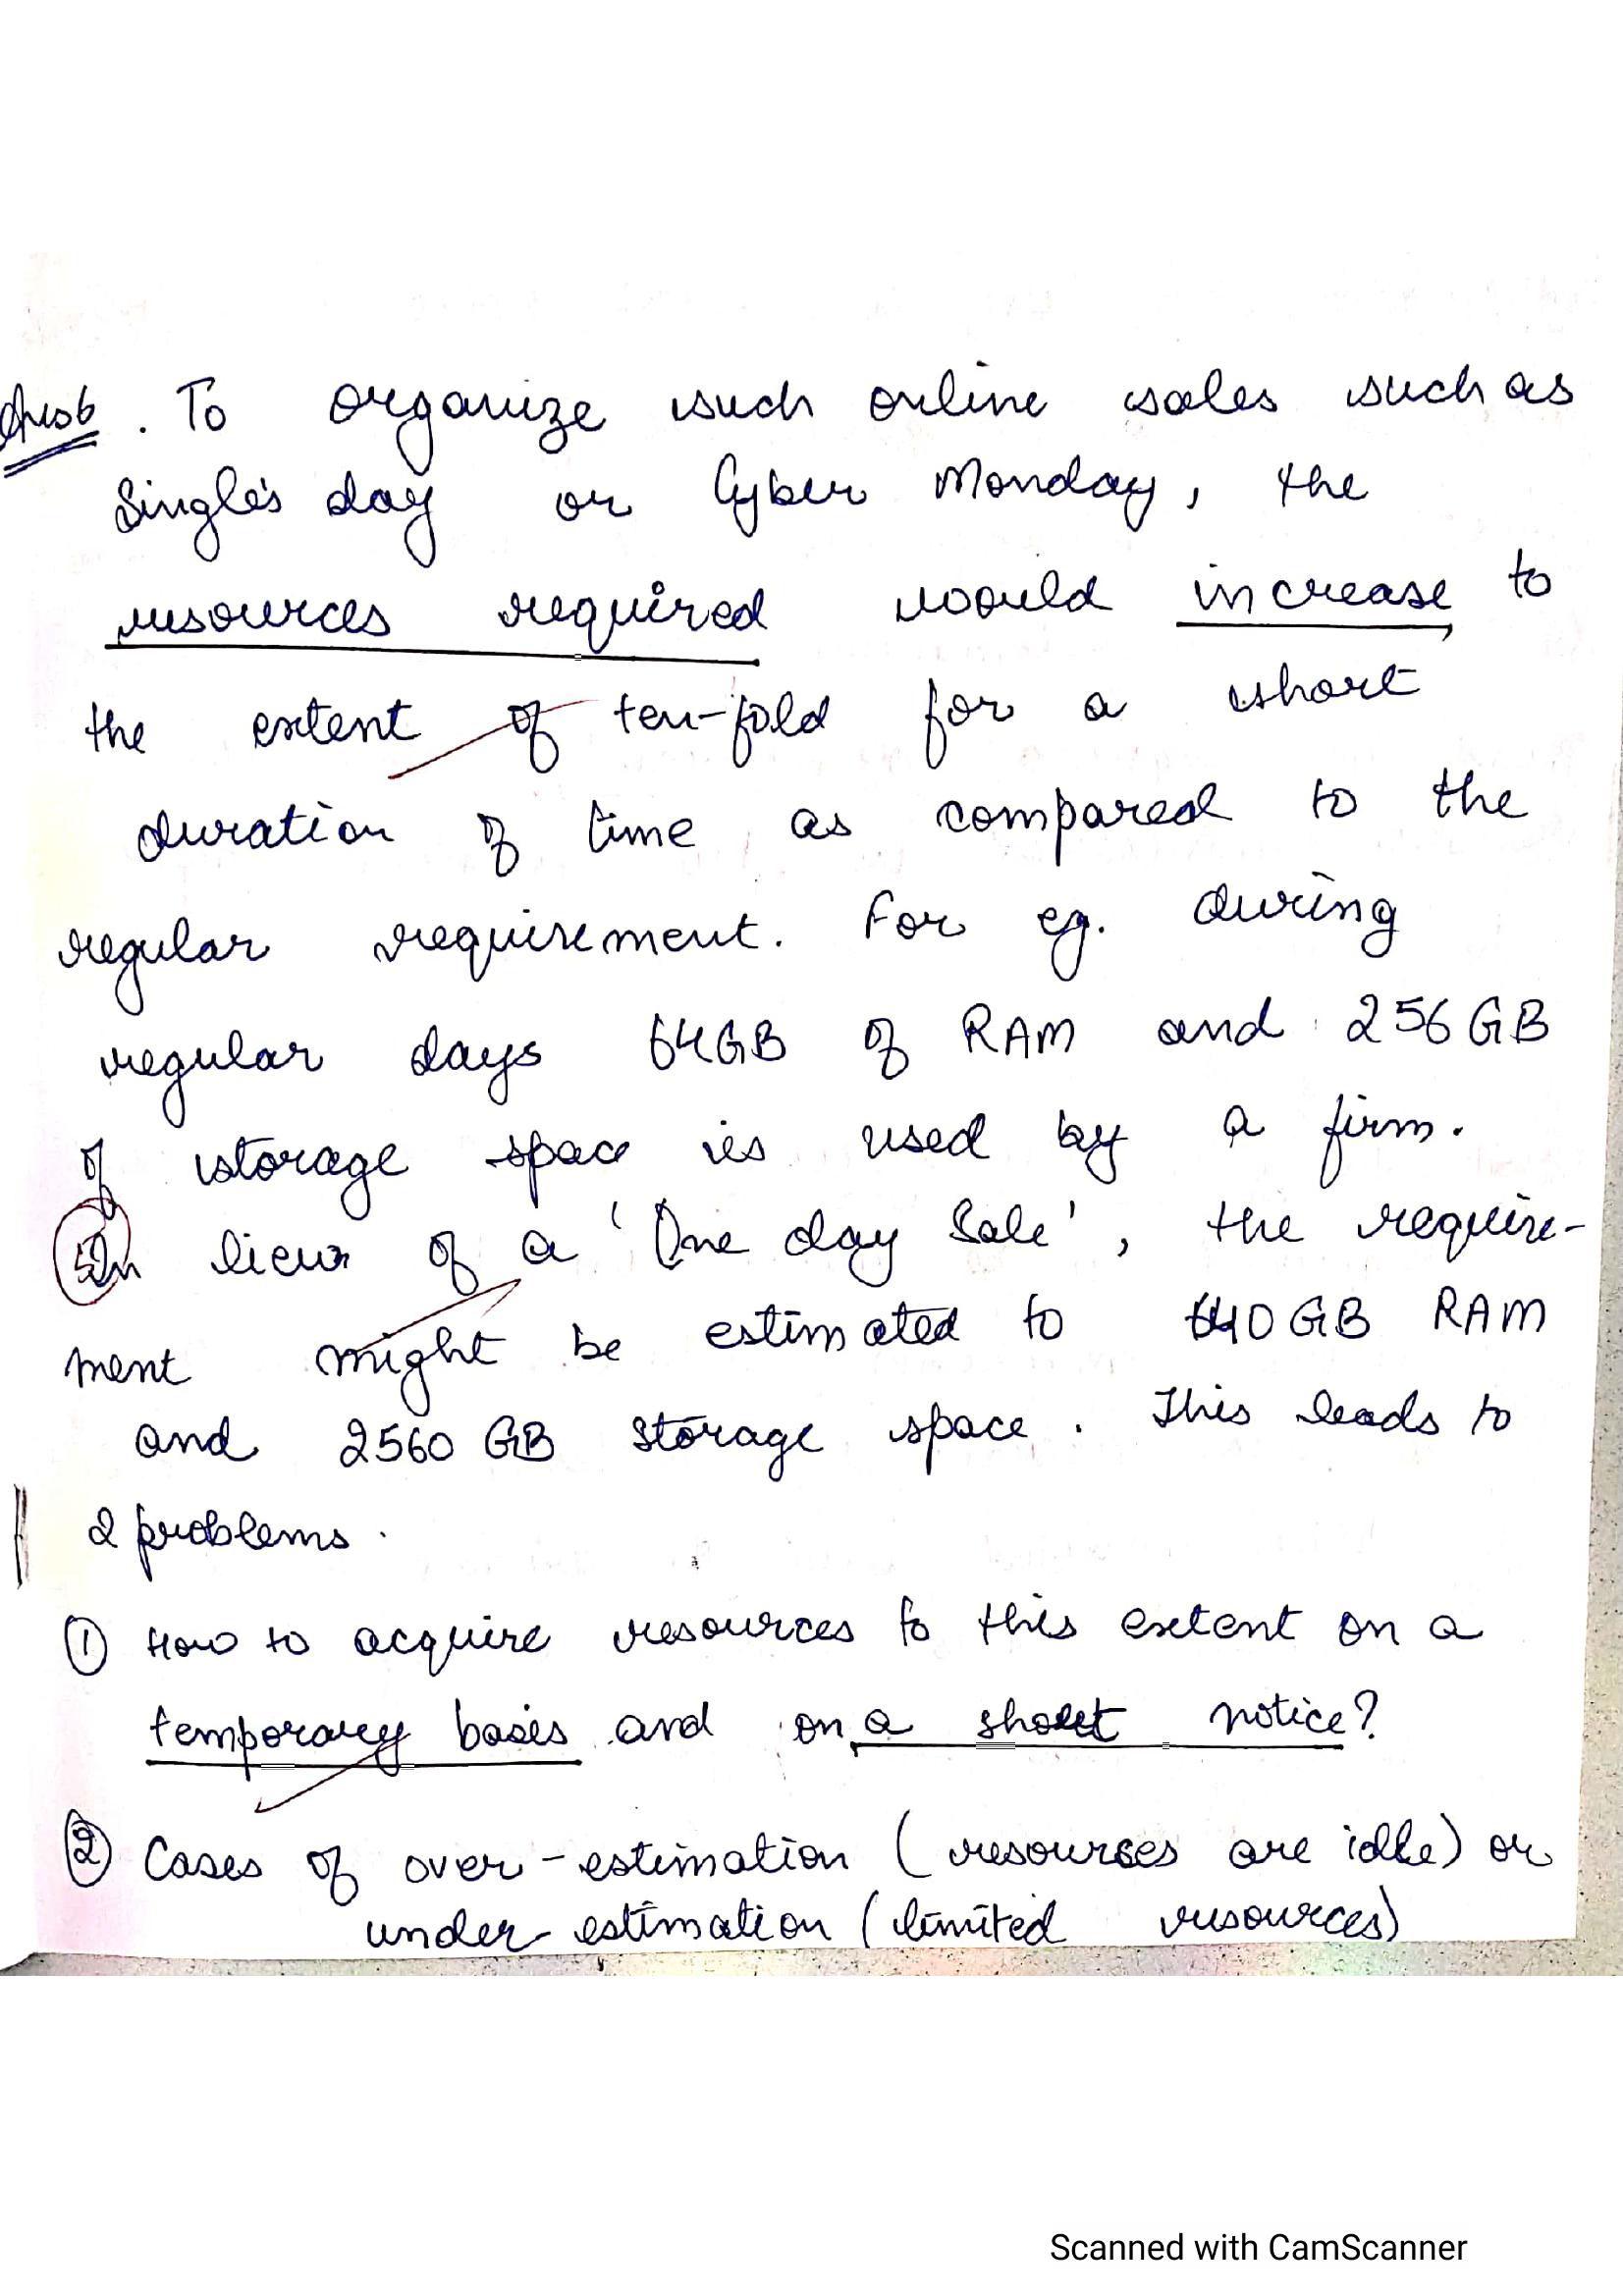 Ans 6. To organize such online sales such as
Single's day or Cyber Monday, the
resources required would increase to
the extent of ten-fold for a short
duration of time as compared to the
regular requirement. For eg. during
regular days 64GB of RAM and 256 GB
of storage space is used by a firm.
In lieu of a 'One day Sale', the require-
ment might be estimated to 640 GB RAM
and 2560 GB storage space. This leads to
2 problems.
① How to acquire resources to this extent on a
temporary basis and on a short notice?
② Cases of over-estimation (resources are idle) or
under-estimation (limited resources)
Scanned with CamScanner